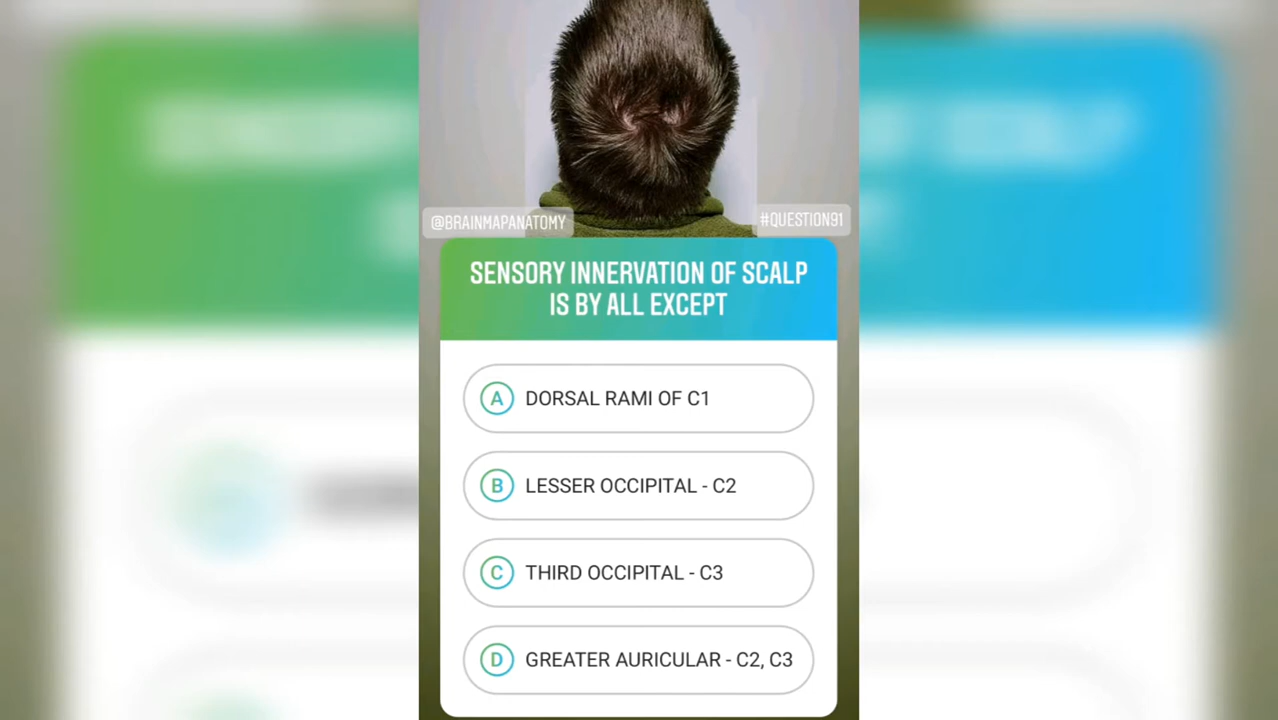 @BRAINMAPANATOMY
#QUESTION91
SENSORY INNERVATION OF SCALP
IS BY ALL EXCEPT
A DORSAL RAMI OF C1
B LESSER OCCIPITAL - C2
C THIRD OCCIPITAL - C3
D GREATER AURICULAR - C2, C3